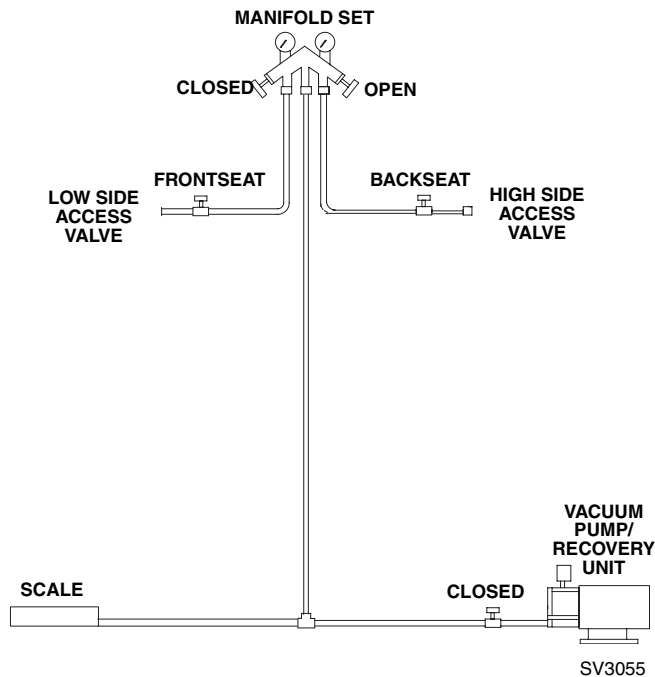 MANIFOLD SET
CLOSED
OPEN
FRONTSEAT
BACKSEAT
LOW SIDE
ACCESS
VALVE
HIGH SIDE
ACCESS
VALVE
VACUUM
PUMP/
RECOVERY
UNIT
SCALE
CLOSED
SV3055